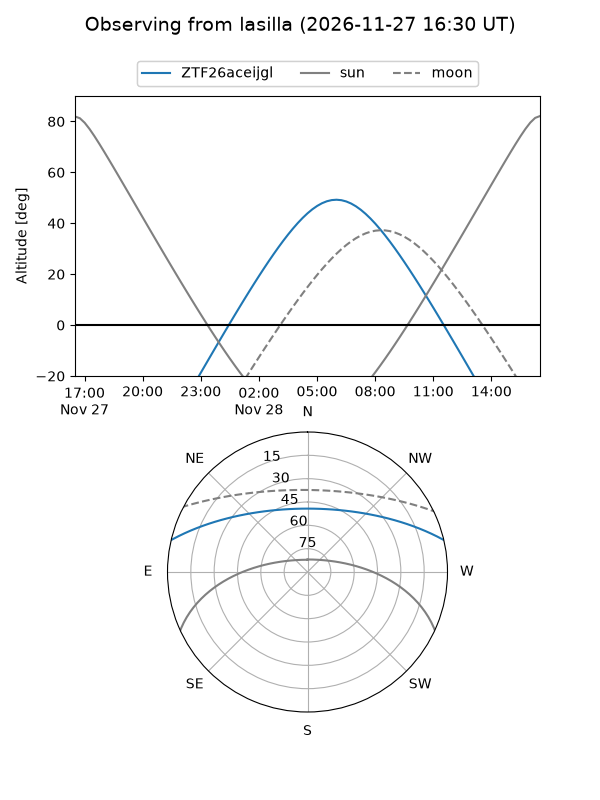 Observing from lasilla (2026-11-27 16:30 UT)
ZTF26aceijgl
sun
moon
Altitude [deg]
80
60
40
20
0
−20
17:00
Nov 27
20:00
23:00
02:00
Nov 28
05:00
08:00
11:00
14:00
N
NE
NW
15
30
45
60
75
E
W
SE
SW
S